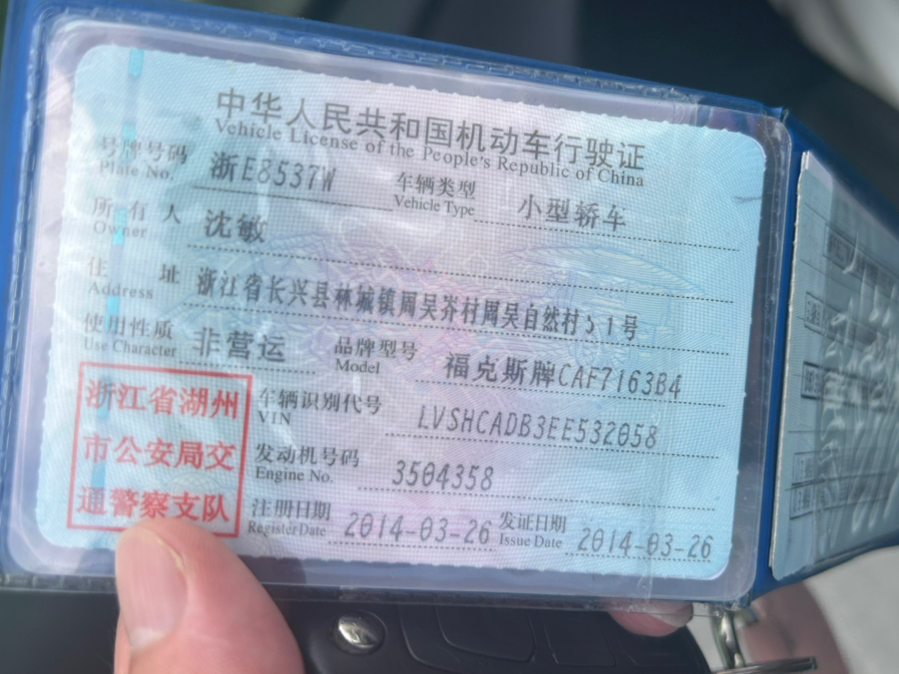 中华人民共和国机动车行驶证
Vehicle License of the People's Republic of China
号牌号码 浙E8537W 车辆类型 小型轿车
Plate No. Vehicle Type
所有人 沈敏
Owner
住址 浙江省长兴县林城镇周吴岕村周吴自然村51号
Address
使用性质 非营运 品牌型号 福克斯牌CAF7163B4
Use Character Model
浙江省湖州
市公安局交
通警察支队
车辆识别代号 LVSHCADB3EE532058
VIN
发动机号码 3504358
Engine No.
注册日期 2014-03-26 发证日期 2014-03-26
Register Date Issue Date